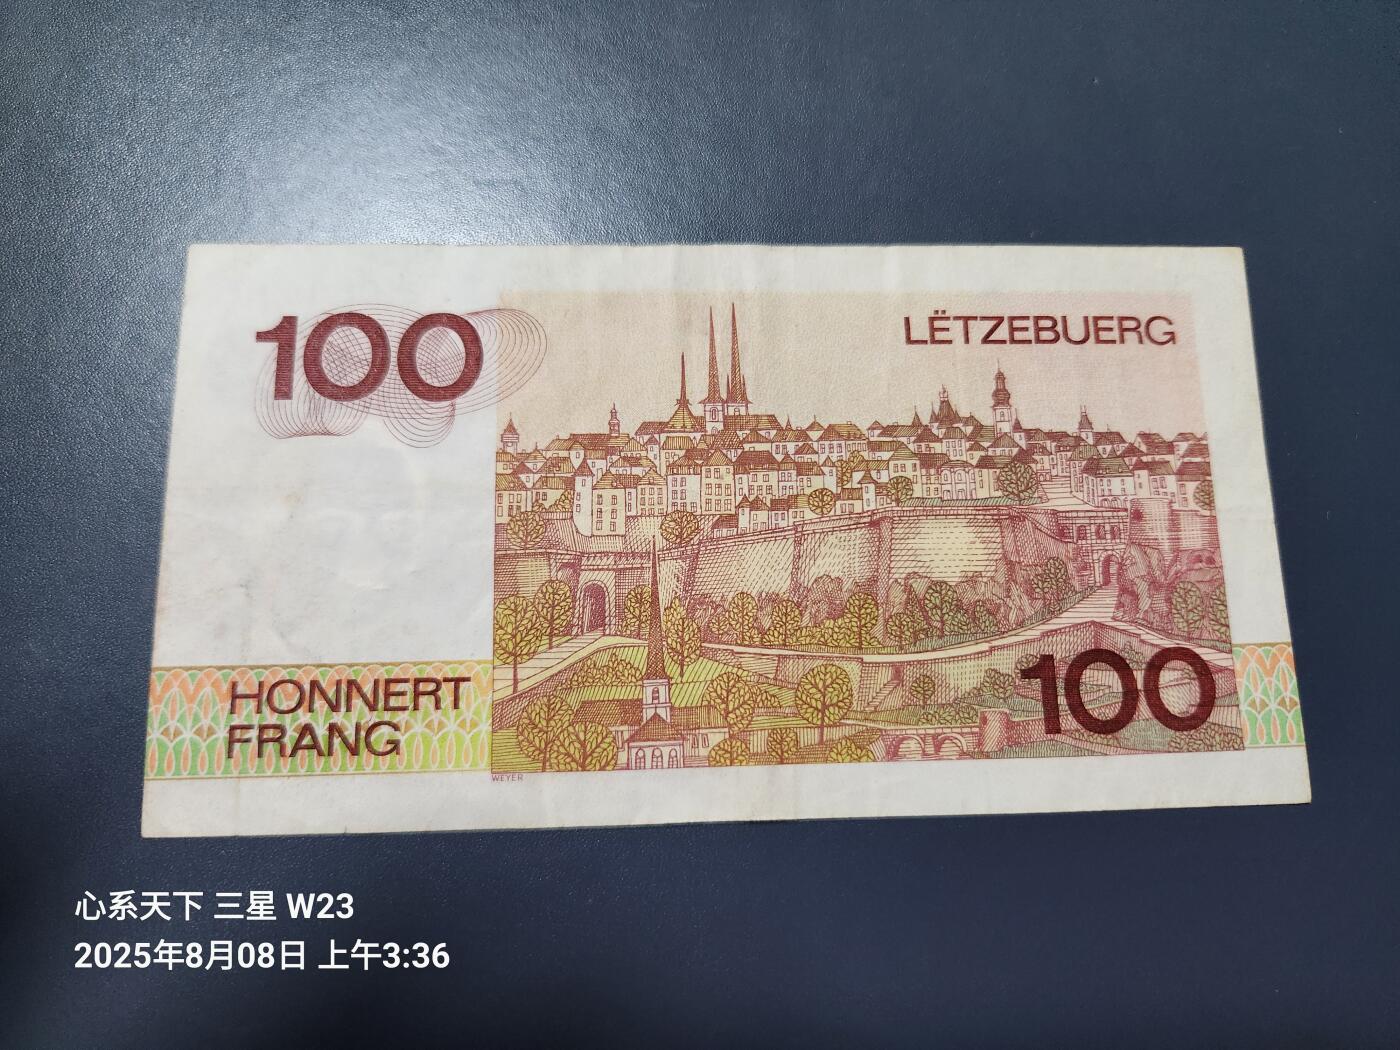 100
LËTZEBUERG
HONNERT
FRANG
100
WEYER
心系天下 三星 W23
2025年8月08日 上午3:36